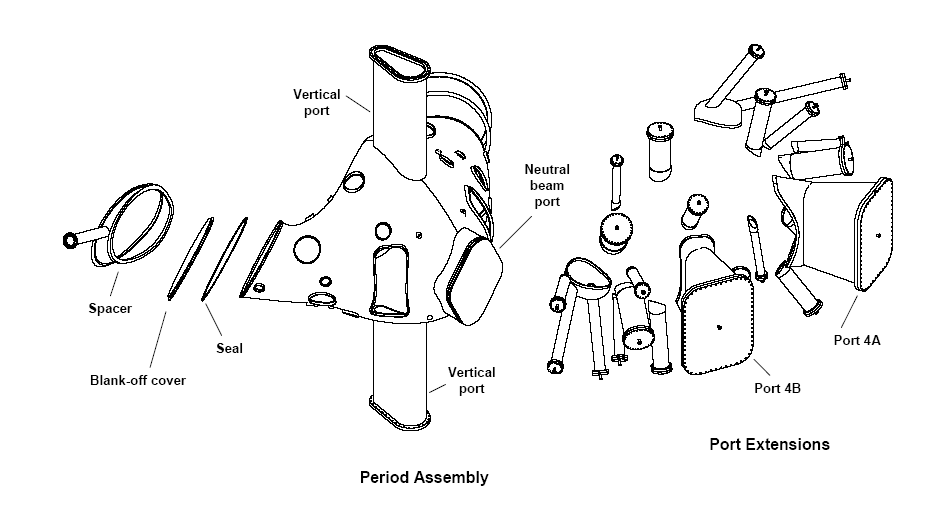 Vertical
port
Neutral
beam
port
Spacer
Seal
Blank-off cover
Vertical
port
Port 4A
Port 4B
Port Extensions
Period Assembly